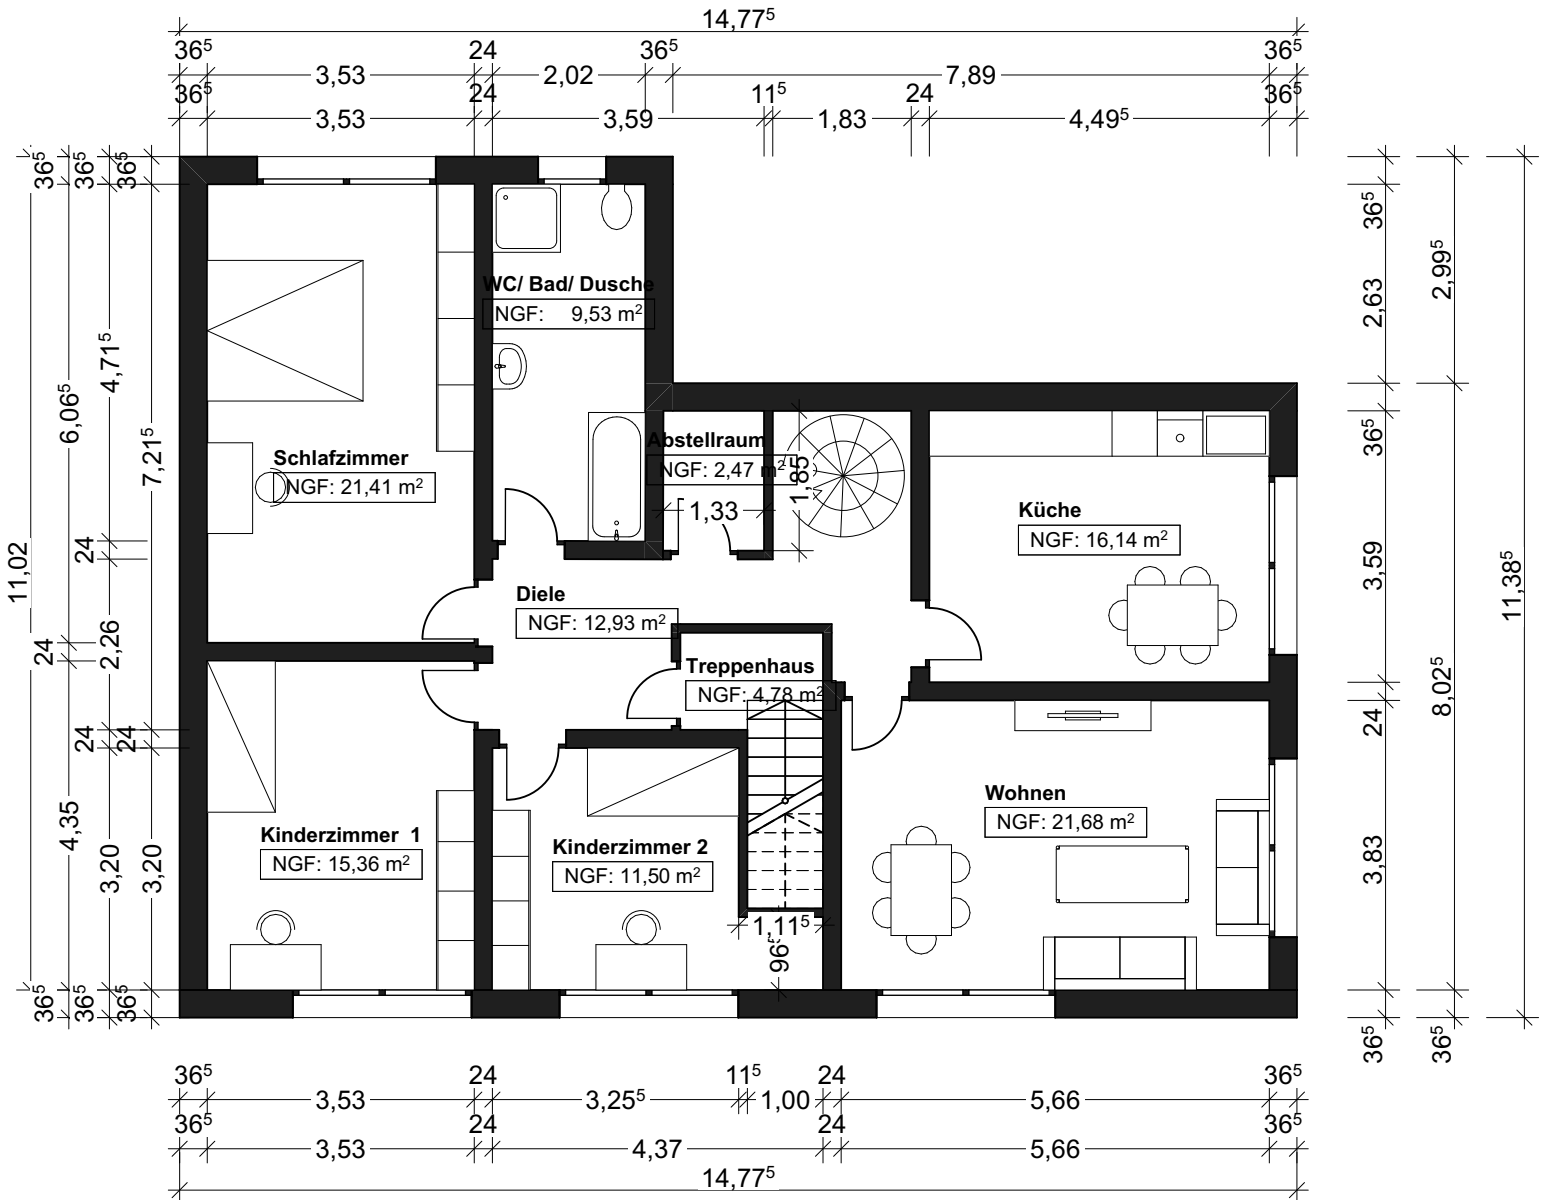 14,77⁵
36⁵ 24 36⁵ 36⁵
3,53 2,02 7,89
36⁵ 24 11⁵ 24 36⁵
3,53 3,59 1,83 4,49⁵
36⁵ 36⁵ 36⁵
11,02
6,06⁵
24
4,35
36⁵
4,71⁵
24
2,26
24
3,20
36⁵
7,21⁵
24
3,20
36⁵
WC/ Bad/ Dusche
NGF: 9,53 m²
Schlafzimmer
NGF: 21,41 m²
Abstellraum
NGF: 2,47 m²
1,85
1,33
Küche
NGF: 16,14 m²
Diele
NGF: 12,93 m²
Treppenhaus
NGF: 4,78 m²
Wohnen
NGF: 21,68 m²
Kinderzimmer 1
NGF: 15,36 m²
Kinderzimmer 2
NGF: 11,50 m²
1,11⁵
96⁵
36⁵
2,63
36⁵
3,59
24
3,83
36⁵
2,99⁵
8,02⁵
36⁵
11,38⁵
36⁵ 24 11⁵ 24 36⁵
3,53 3,25⁵ 1,00 5,66
36⁵ 24 24 36⁵
3,53 4,37 5,66
14,77⁵